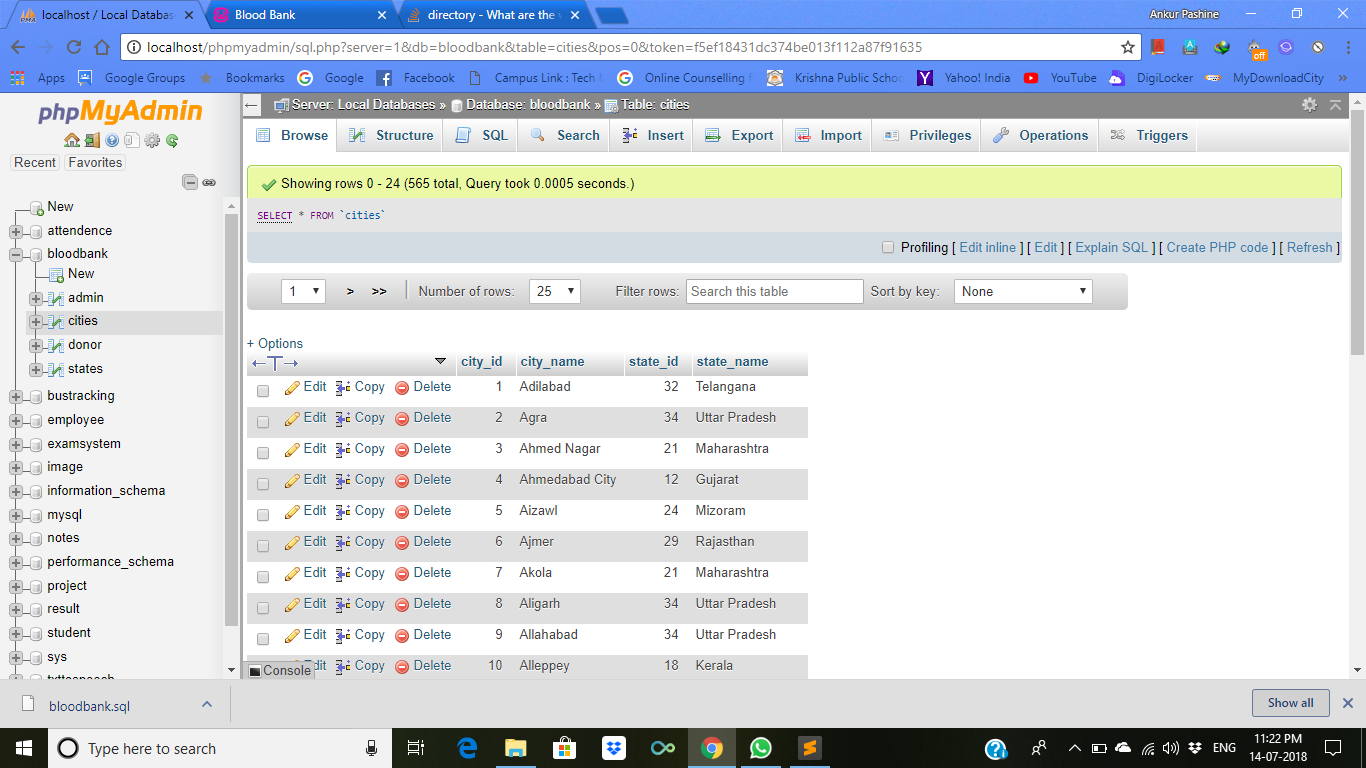 localhost / Local Databas
Blood Bank
directory - What are the
Ankur Pashine
localhost/phpmyadmin/sql.php?server=1&db=bloodbank&table=cities&pos=0&token=f5ef18431dc374be013f112a87f91635
off
Apps
Google Groups
Bookmarks
Google
Facebook
Campus Link : Tech
Online Counselling
Krishna Public Schoo
Yahoo! India
YouTube
DigiLocker
MyDownloadCity
»
phpMyAdmin
Recent
Favorites
New
attendence
bloodbank
New
admin
cities
donor
states
bustracking
employee
examsystem
image
information_schema
mysql
notes
performance_schema
project
result
student
sys
Server: Local Databases » Database: bloodbank » Table: cities
Browse
Structure
SQL
Search
Insert
Export
Import
Privileges
Operations
Triggers
Showing rows 0 - 24 (565 total, Query took 0.0005 seconds.)
SELECT * FROM `cities`
Profiling [ Edit inline ] [ Edit ] [ Explain SQL ] [ Create PHP code ] [ Refresh ]
1 > >> Number of rows: 25 Filter rows: Search this table Sort by key: None
+ Options
city_id city_name state_id state_name
Edit Copy Delete 1 Adilabad 32 Telangana
Edit Copy Delete 2 Agra 34 Uttar Pradesh
Edit Copy Delete 3 Ahmed Nagar 21 Maharashtra
Edit Copy Delete 4 Ahmedabad City 12 Gujarat
Edit Copy Delete 5 Aizawl 24 Mizoram
Edit Copy Delete 6 Ajmer 29 Rajasthan
Edit Copy Delete 7 Akola 21 Maharashtra
Edit Copy Delete 8 Aligarh 34 Uttar Pradesh
Edit Copy Delete 9 Allahabad 34 Uttar Pradesh
Copy Delete 10 Alleppey 18 Kerala
Console
bloodbank.sql
Show all
Type here to search
ENG
11:22 PM
14-07-2018